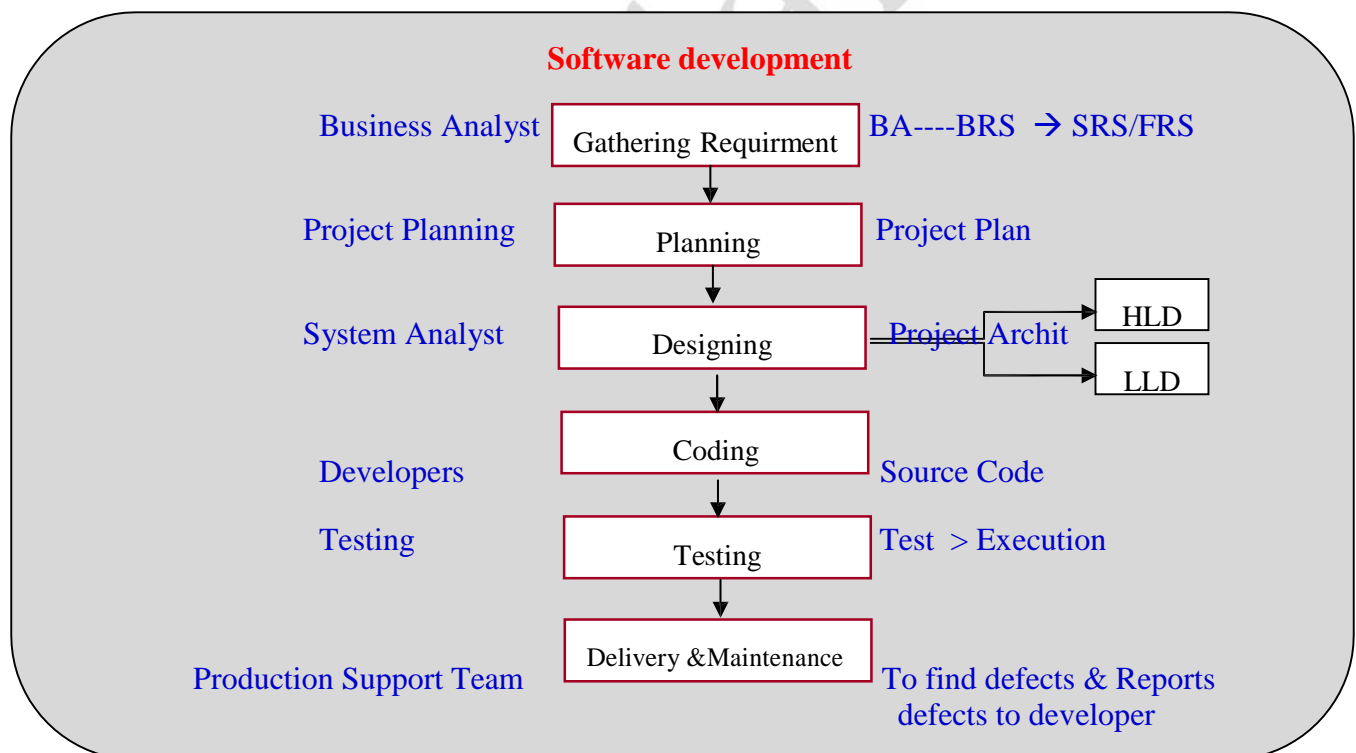 Software development
Business Analyst Gathering Requirment BA----BRS → SRS/FRS
Project Planning Planning Project Plan
HLD
System Analyst Designing Project Archit
LLD
Coding
Developers Source Code
Testing Testing Test > Execution
Delivery &Maintenance
Production Support Team To find defects & Reports
defects to developer